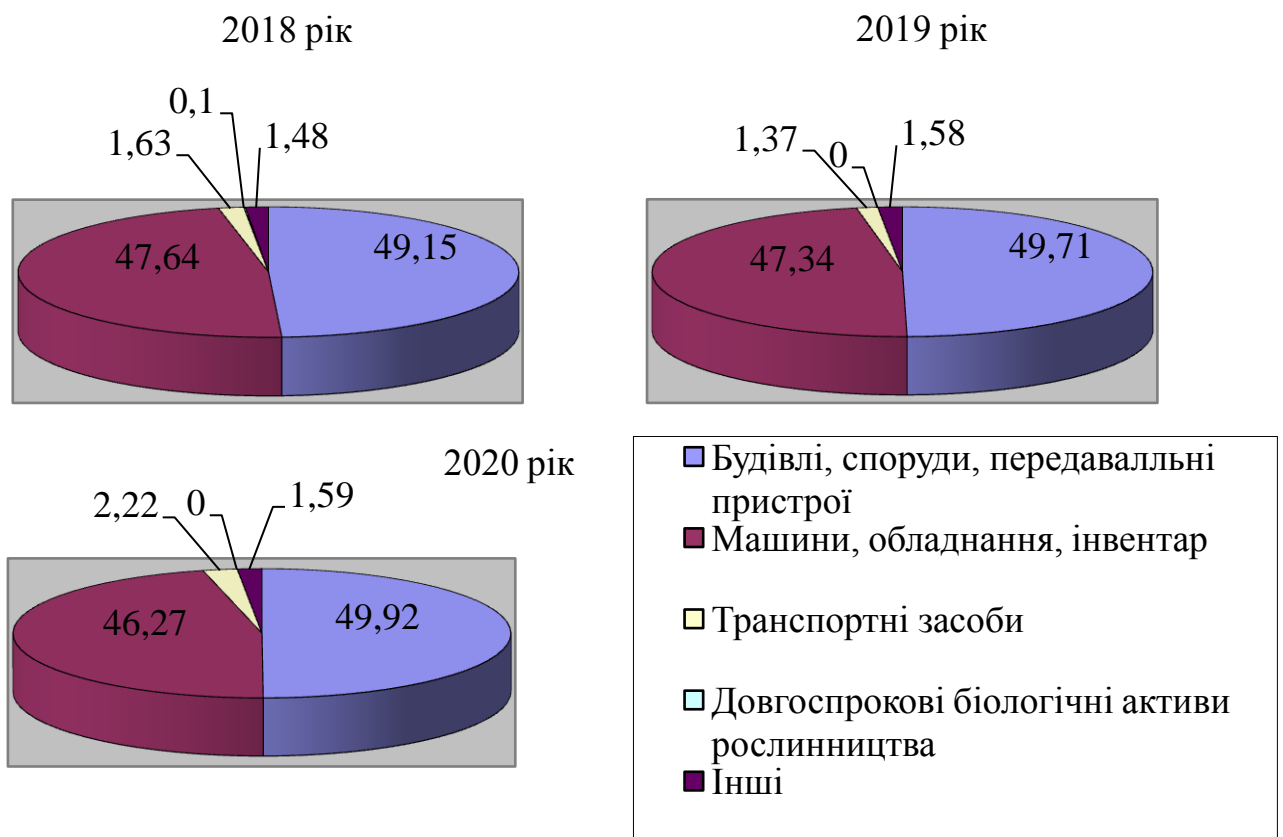 2018 рік
0,1
1,63
1,48
47,64
49,15
2019 рік
1,37
0
1,58
47,34
49,71
2020 рік
2,22
0
1,59
46,27
49,92
Будівлі, споруди, передавалльні
пристрої
Машини, обладнання, інвентар
Транспортні засоби
Довгоспрокові біологічні активи
рослинництва
Інші